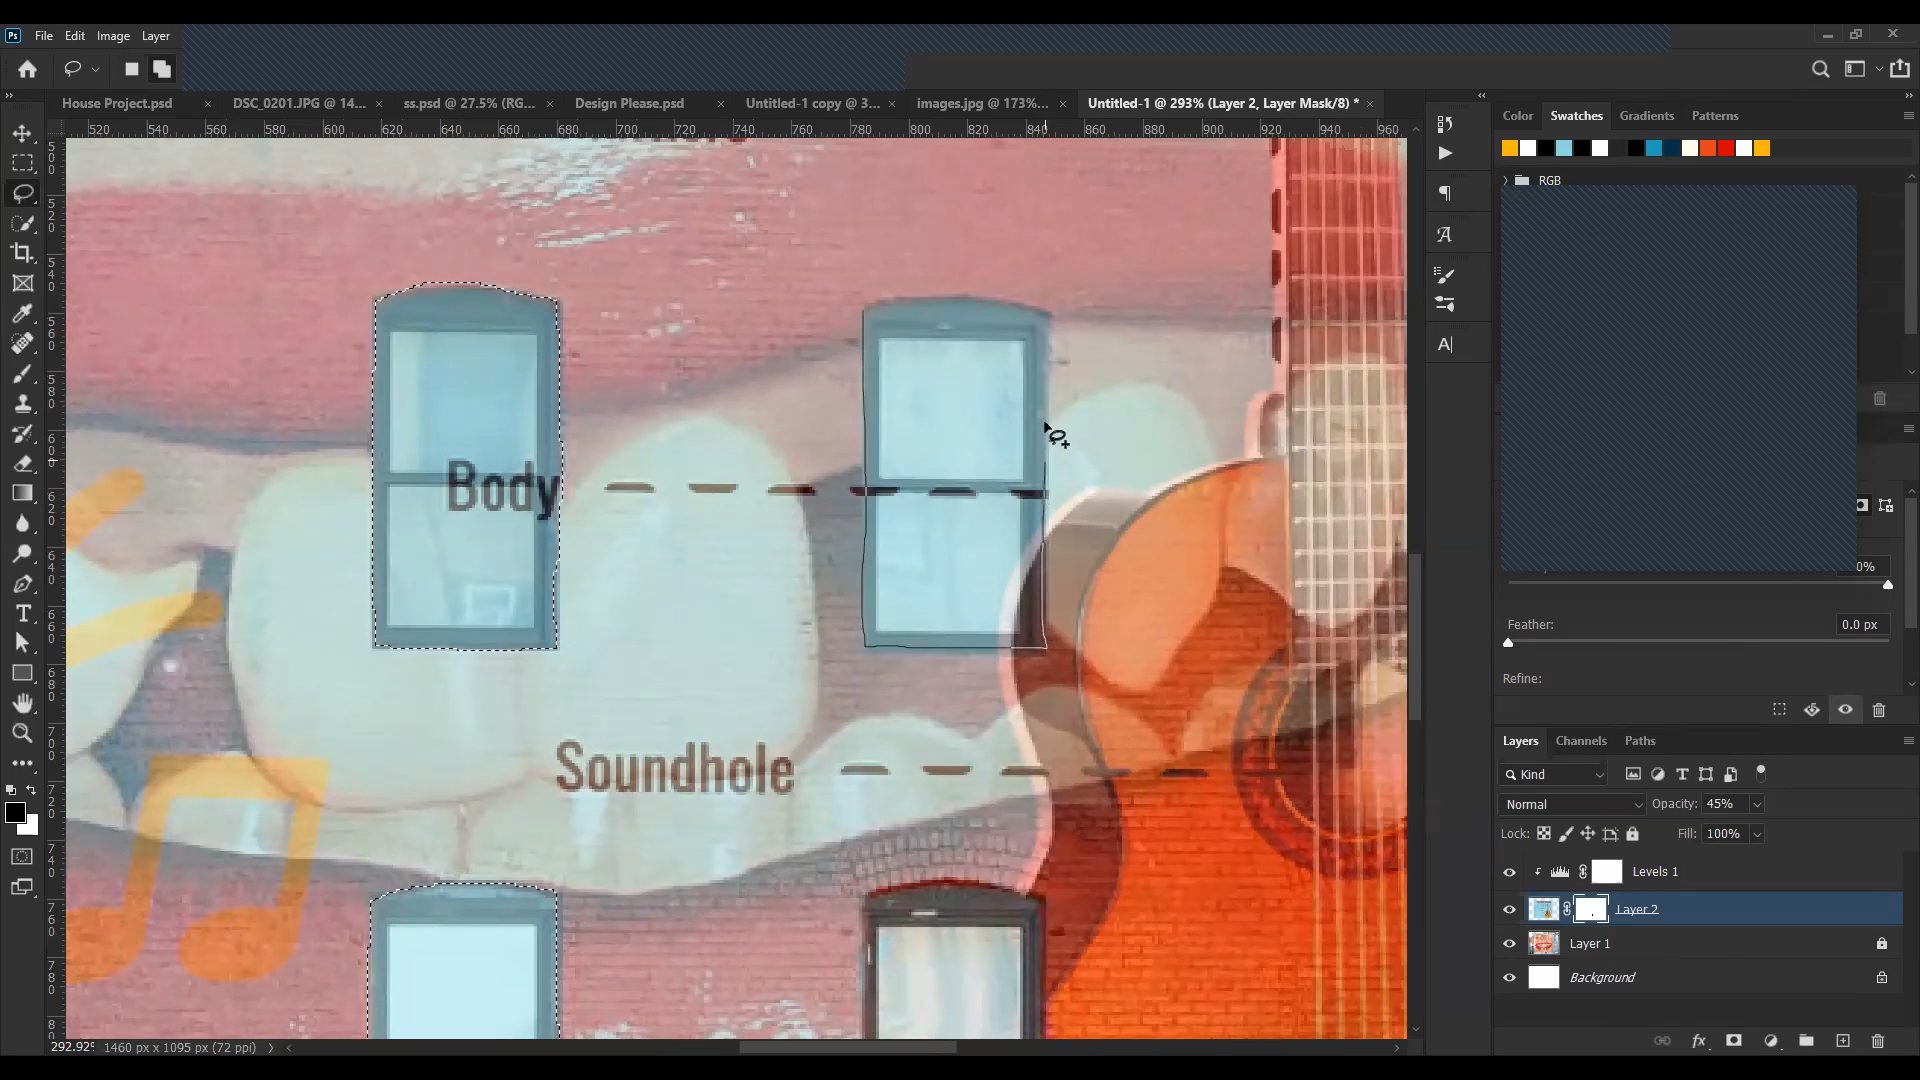 Ps File Edit Image Layer
House Project.psd × DSC_0201.JPG @ 14... × ss.psd @ 27.5% (RG... × Design Please.psd × Untitled-1 copy @ 3... × images.jpg @ 173%... × Untitled-1 @ 293% (Layer 2, Layer Mask/8) * ×
520 540 560 580 600 620 640 660 680 700 720 740 760 780 800 820 840 860 880 900 920 940 960
Color Swatches Gradients Patterns
RGB
Body
Soundhole
0%
Feather: 0.0 px
Refine:
Layers Channels Paths
Kind
Normal Opacity: 45%
Lock: Fill: 100%
Levels 1
Layer 2
Layer 1
Background
292.92% 1460 px x 1095 px (72 ppi)